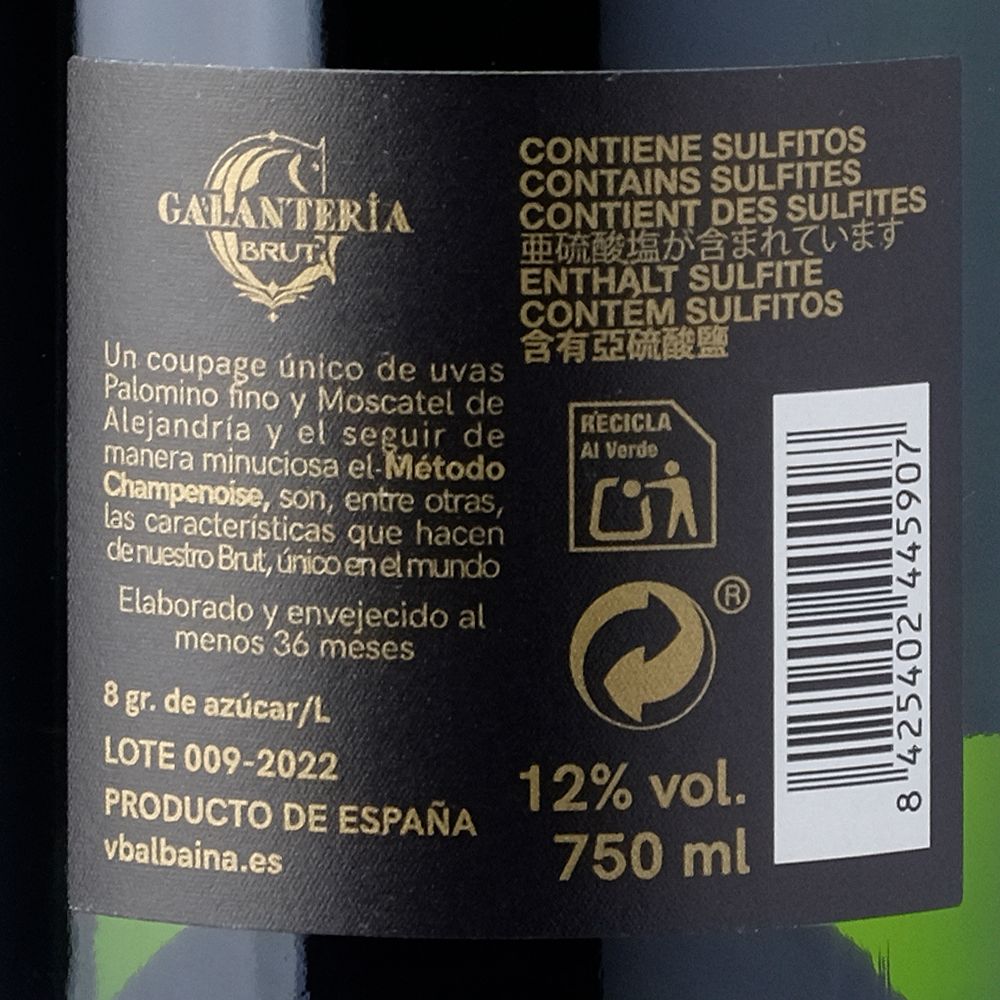 GALANTERÍA
BRUT
Un coupage único de uvas
Palomino fino y Moscatel de
Alejandría y el seguir de
manera minuciosa el Método
Champenoise, son, entre otras,
las características que hacen
de nuestro Brut, único en el mundo
Elaborado y envejecido al
menos 36 meses
8 gr. de azúcar/L
LOTE 009-2022
PRODUCTO DE ESPAÑA
vbalbaina.es
CONTIENE SULFITOS
CONTAINS SULFITES
CONTIENT DES SULFITES
亜硫酸塩が含まれています
ENTHÄLT SULFITE
CONTÉM SULFITOS
含有亞硫酸鹽
RECICLA
Al Verde
®
12% vol.
750 ml
8 425402 445907